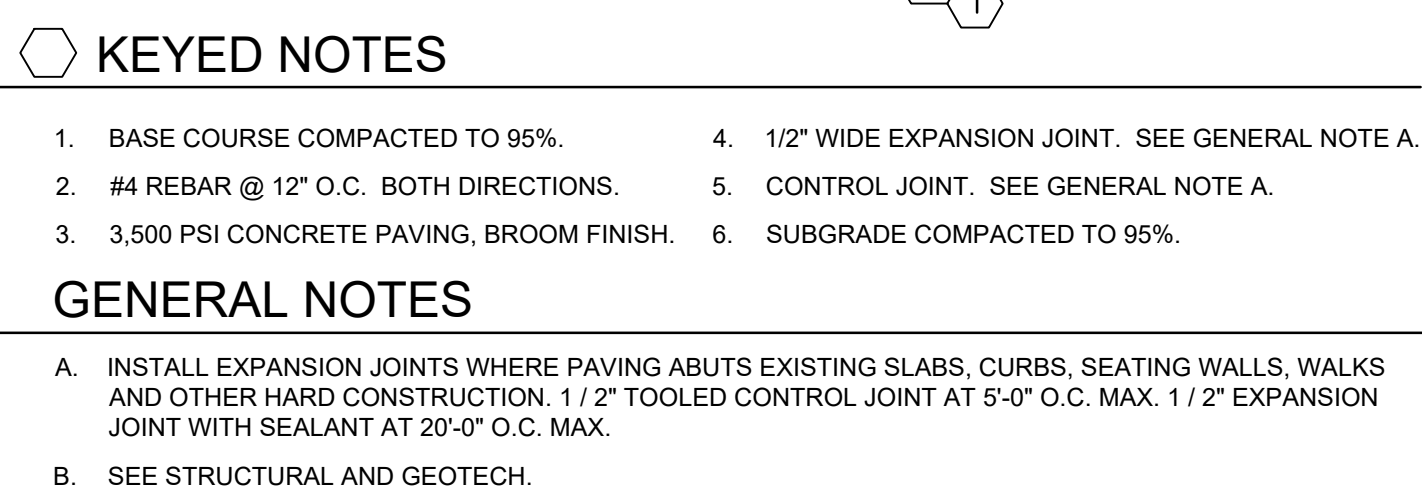 1
KEYED NOTES
1. BASE COURSE COMPACTED TO 95%.
2. #4 REBAR @ 12" O.C. BOTH DIRECTIONS.
3. 3,500 PSI CONCRETE PAVING, BROOM FINISH.
4. 1/2" WIDE EXPANSION JOINT. SEE GENERAL NOTE A.
5. CONTROL JOINT. SEE GENERAL NOTE A.
6. SUBGRADE COMPACTED TO 95%.
GENERAL NOTES
A. INSTALL EXPANSION JOINTS WHERE PAVING ABUTS EXISTING SLABS, CURBS, SEATING WALLS, WALKS
AND OTHER HARD CONSTRUCTION. 1 / 2" TOOLED CONTROL JOINT AT 5'-0" O.C. MAX. 1 / 2" EXPANSION
JOINT WITH SEALANT AT 20'-0" O.C. MAX.
B. SEE STRUCTURAL AND GEOTECH.